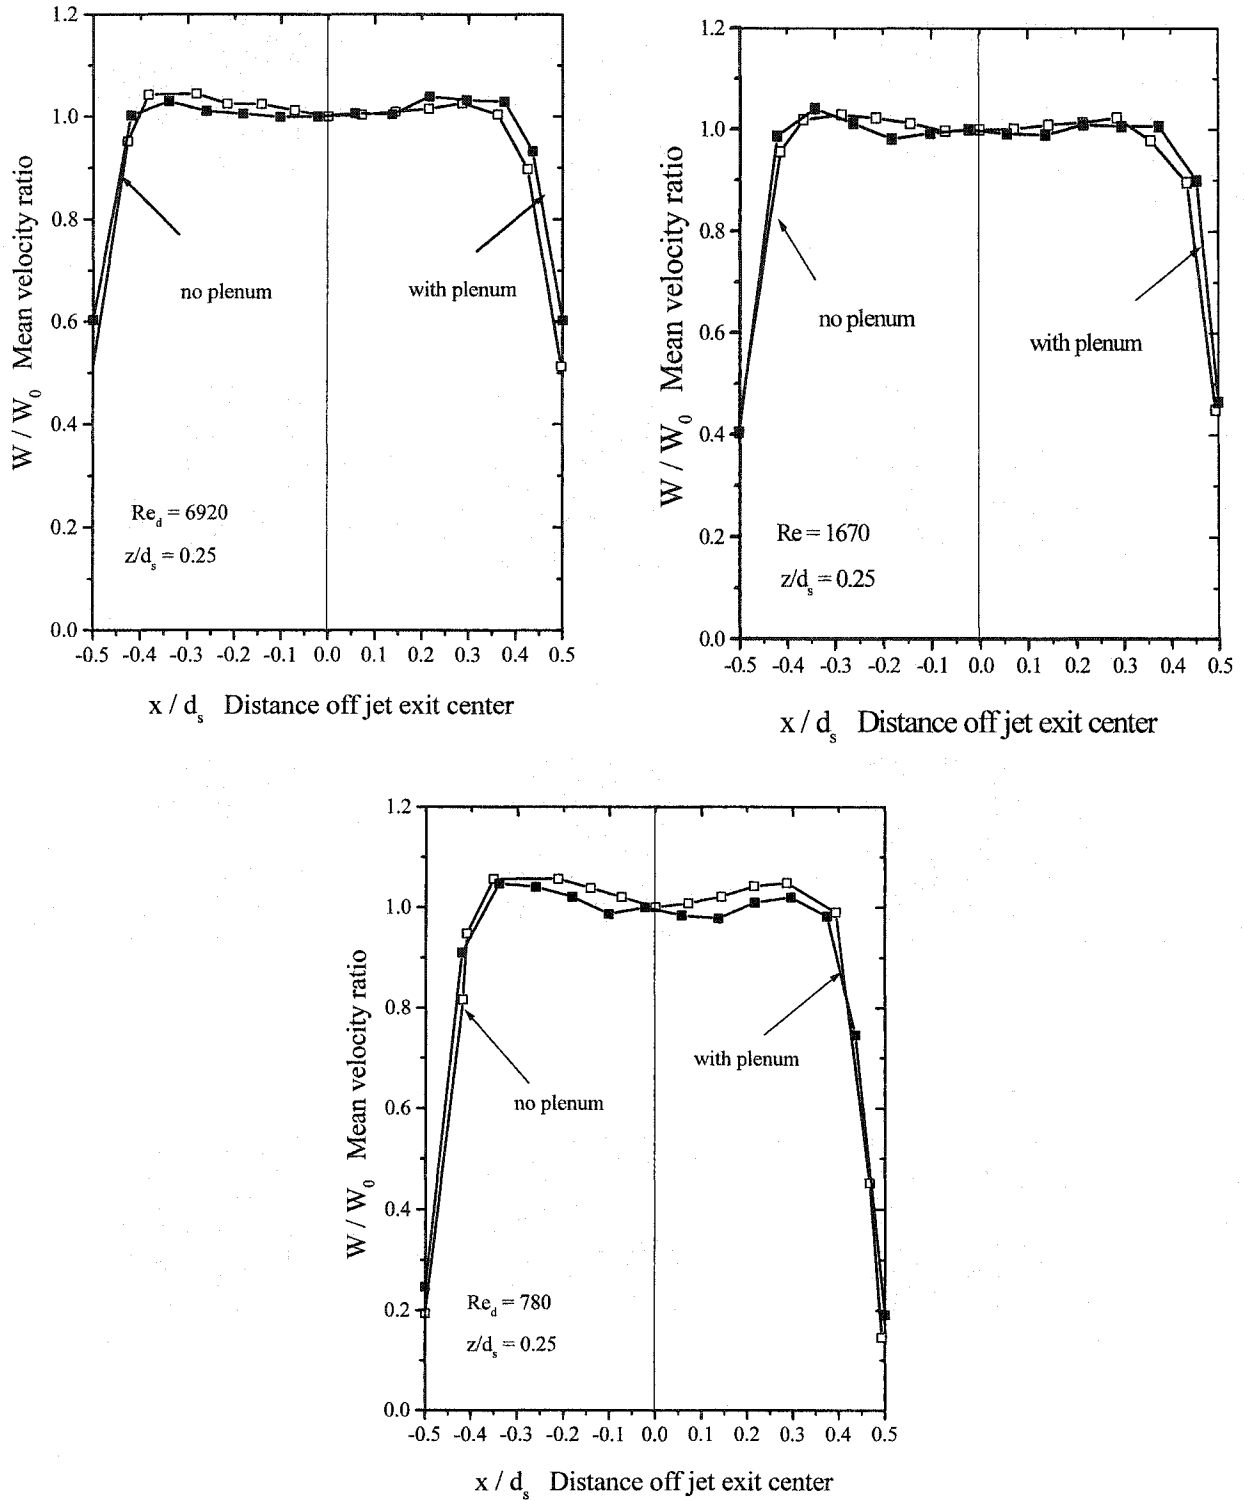 1.2
1.0
0.8
0.6
0.4
0.2
0.0
W / W0 Mean velocity ratio
no plenum
with plenum
Red = 6920
z/ds = 0.25
-0.5 -0.4 -0.3 -0.2 -0.1 0.0 0.1 0.2 0.3 0.4 0.5
x / ds Distance off jet exit center
1.2
1.0
0.8
0.6
0.4
0.2
0.0
W / W0 Mean velocity ratio
no plenum
with plenum
Re = 1670
z/ds = 0.25
-0.5 -0.4 -0.3 -0.2 -0.1 0.0 0.1 0.2 0.3 0.4 0.5
x / ds Distance off jet exit center
1.2
1.0
0.8
0.6
0.4
0.2
0.0
W / W0 Mean velocity ratio
with plenum
no plenum
Red = 780
z/ds = 0.25
-0.5 -0.4 -0.3 -0.2 -0.1 0.0 0.1 0.2 0.3 0.4 0.5
x / ds Distance off jet exit center